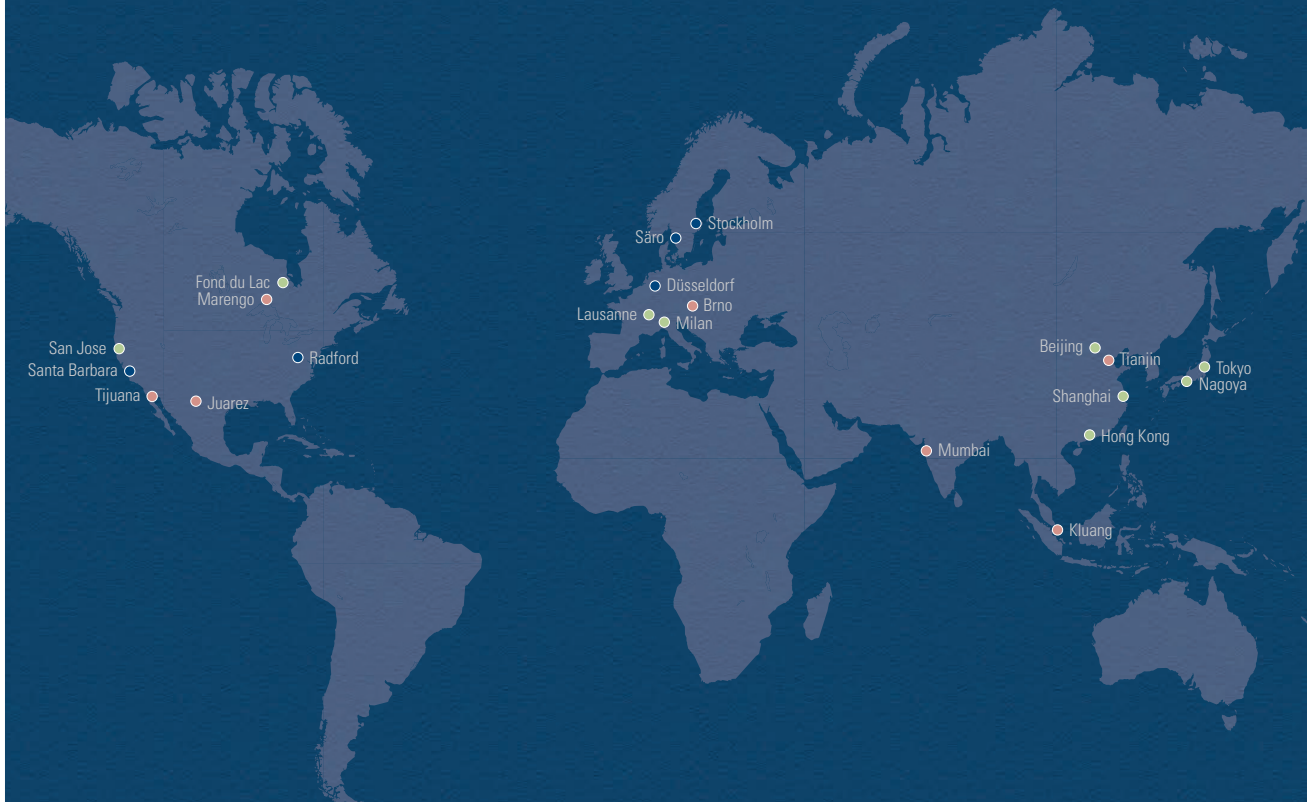 Stockholm
Säro
Fond du Lac
Düsseldorf
Marengo
Brno
Lausanne
Milan
San Jose
Radford
Beijing
Tianjin
Santa Barbara
Tokyo
Nagoya
Tijuana
Juarez
Shanghai
Hong Kong
Mumbai
Kluang